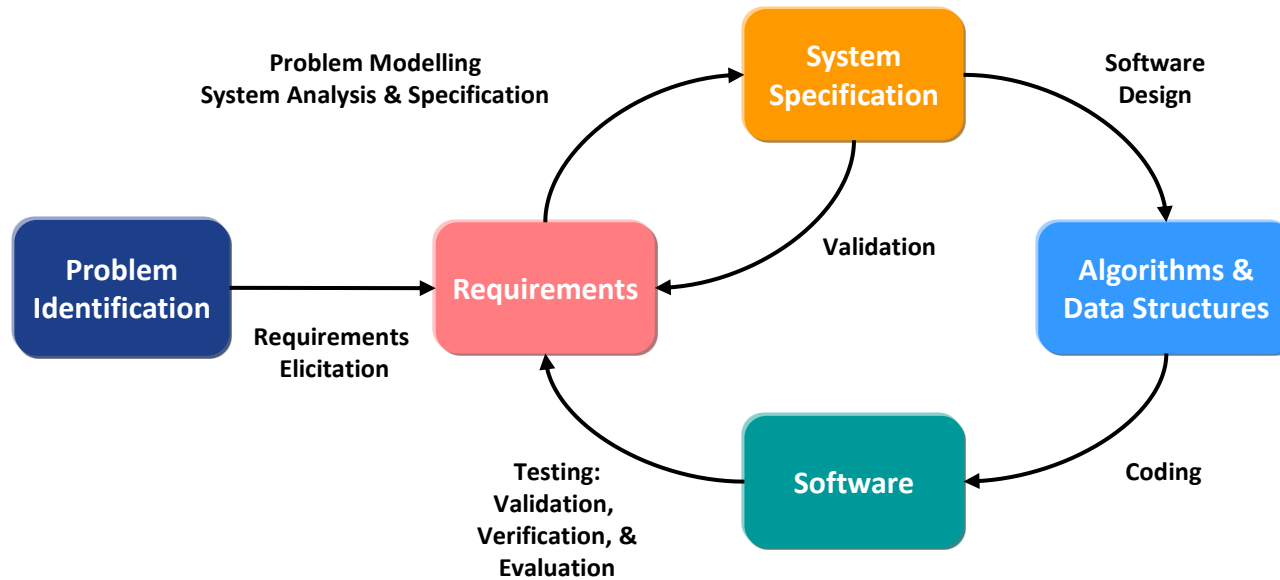 Problem Modelling
System Analysis & Specification
System
Specification
Software
Design
Problem
Identification
Requirements
Elicitation
Requirements
Validation
Algorithms &
Data Structures
Testing:
Validation,
Verification, &
Evaluation
Software
Coding